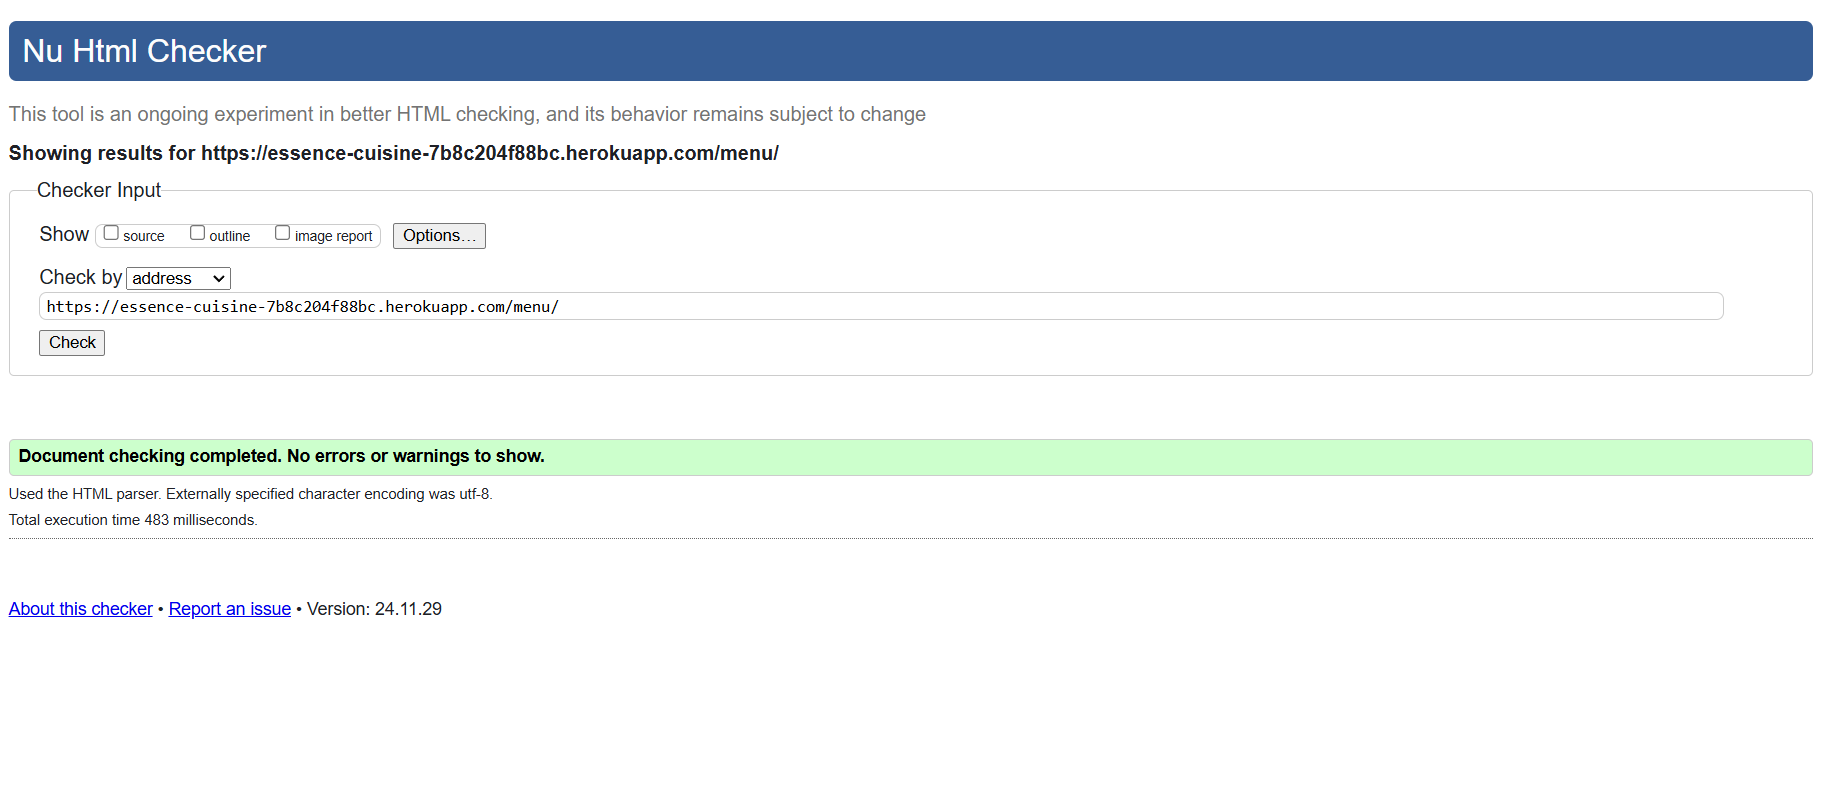 Nu Html Checker
This tool is an ongoing experiment in better HTML checking, and its behavior remains subject to change
Showing results for https://essence-cuisine-7b8c204f88bc.herokuapp.com/menu/
Checker Input
Show source outline image report Options...
Check by address
https://essence-cuisine-7b8c204f88bc.herokuapp.com/menu/
Check
Document checking completed. No errors or warnings to show.
Used the HTML parser. Externally specified character encoding was utf-8.
Total execution time 483 milliseconds.
About this checker • Report an issue • Version: 24.11.29